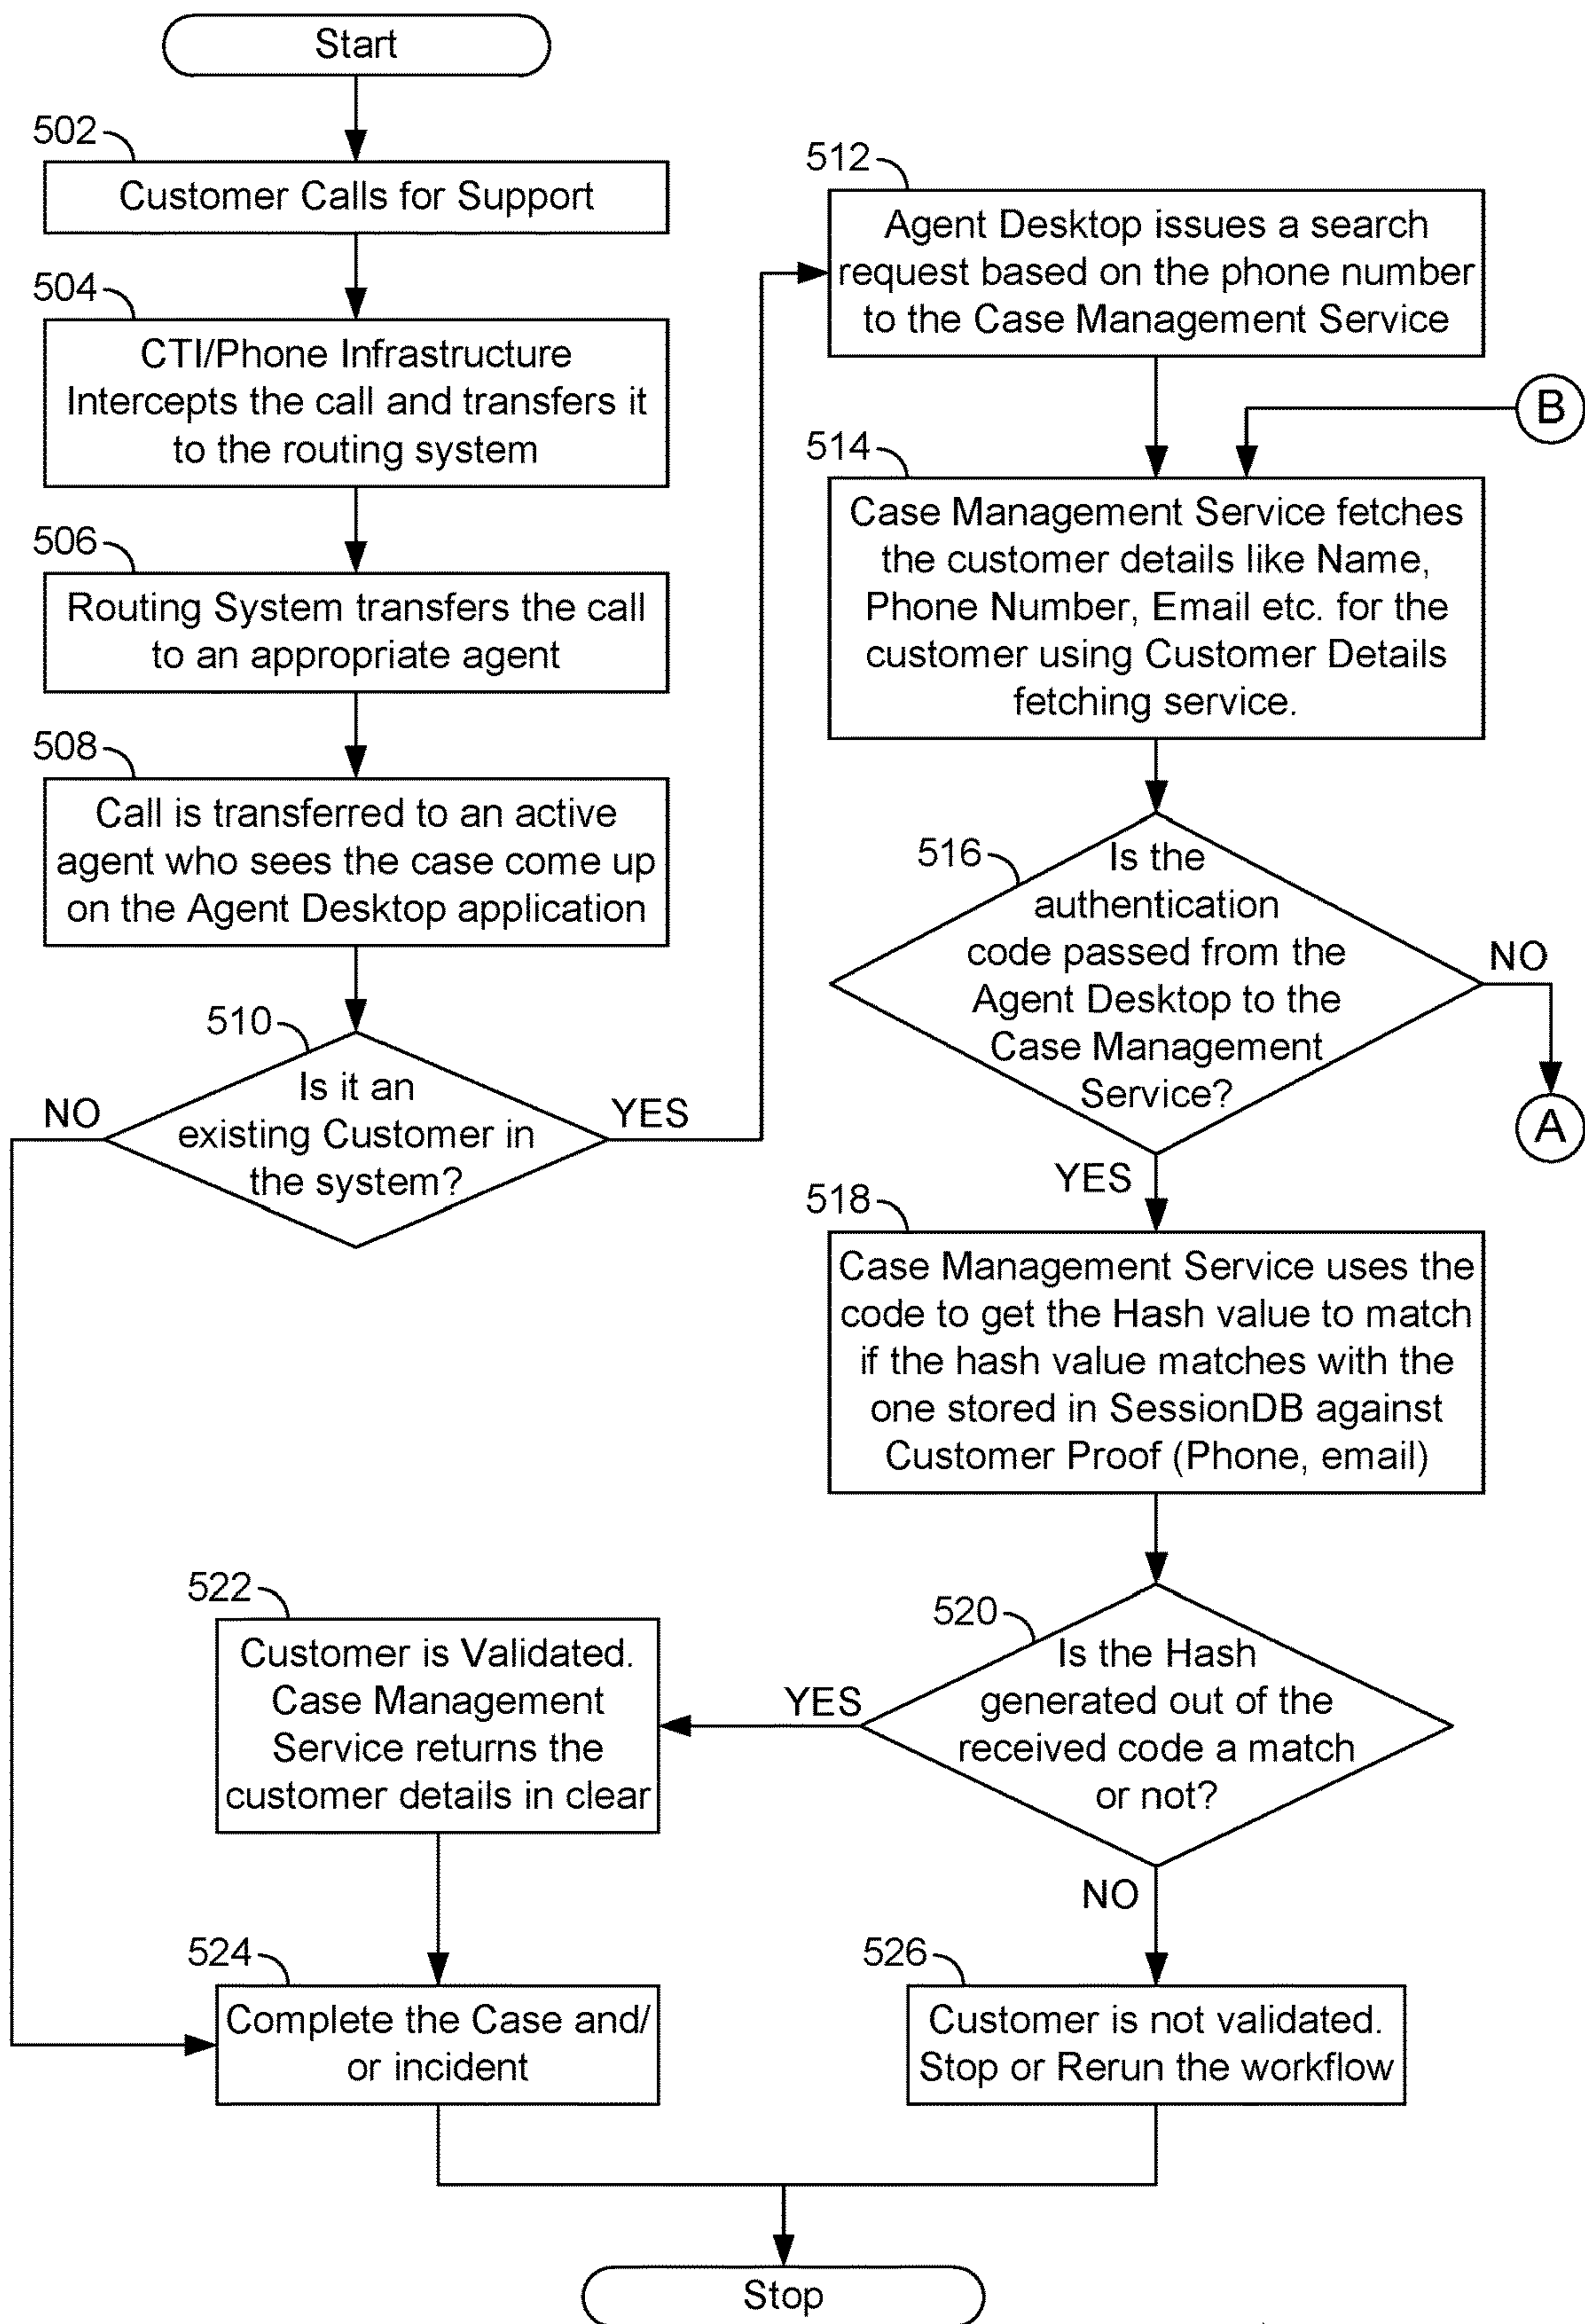 Start
502
Customer Calls for Support
504
CTI/Phone Infrastructure
Intercepts the call and transfers it
to the routing system
506
Routing System transfers the call
to an appropriate agent
508
Call is transferred to an active
agent who sees the case come up
on the Agent Desktop application
510
Is it an
existing Customer in
the system?
NO
YES
512
Agent Desktop issues a search
request based on the phone number
to the Case Management Service
B
514
Case Management Service fetches
the customer details like Name,
Phone Number, Email etc. for the
customer using Customer Details
fetching service.
516
Is the
authentication
code passed from the
Agent Desktop to the
Case Management
Service?
NO
A
YES
518
Case Management Service uses the
code to get the Hash value to match
if the hash value matches with the
one stored in SessionDB against
Customer Proof (Phone, email)
520
Is the Hash
generated out of the
received code a match
or not?
YES
NO
522
Customer is Validated.
Case Management
Service returns the
customer details in clear
524
Complete the Case and/
or incident
526
Customer is not validated.
Stop or Rerun the workflow
Stop